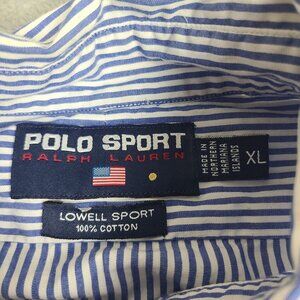 POLO SPORT
RALPH LAUREN
MADE IN
NORTHERN
MARIANA
ISLANDS
XL
LOWELL SPORT
100% COTTON